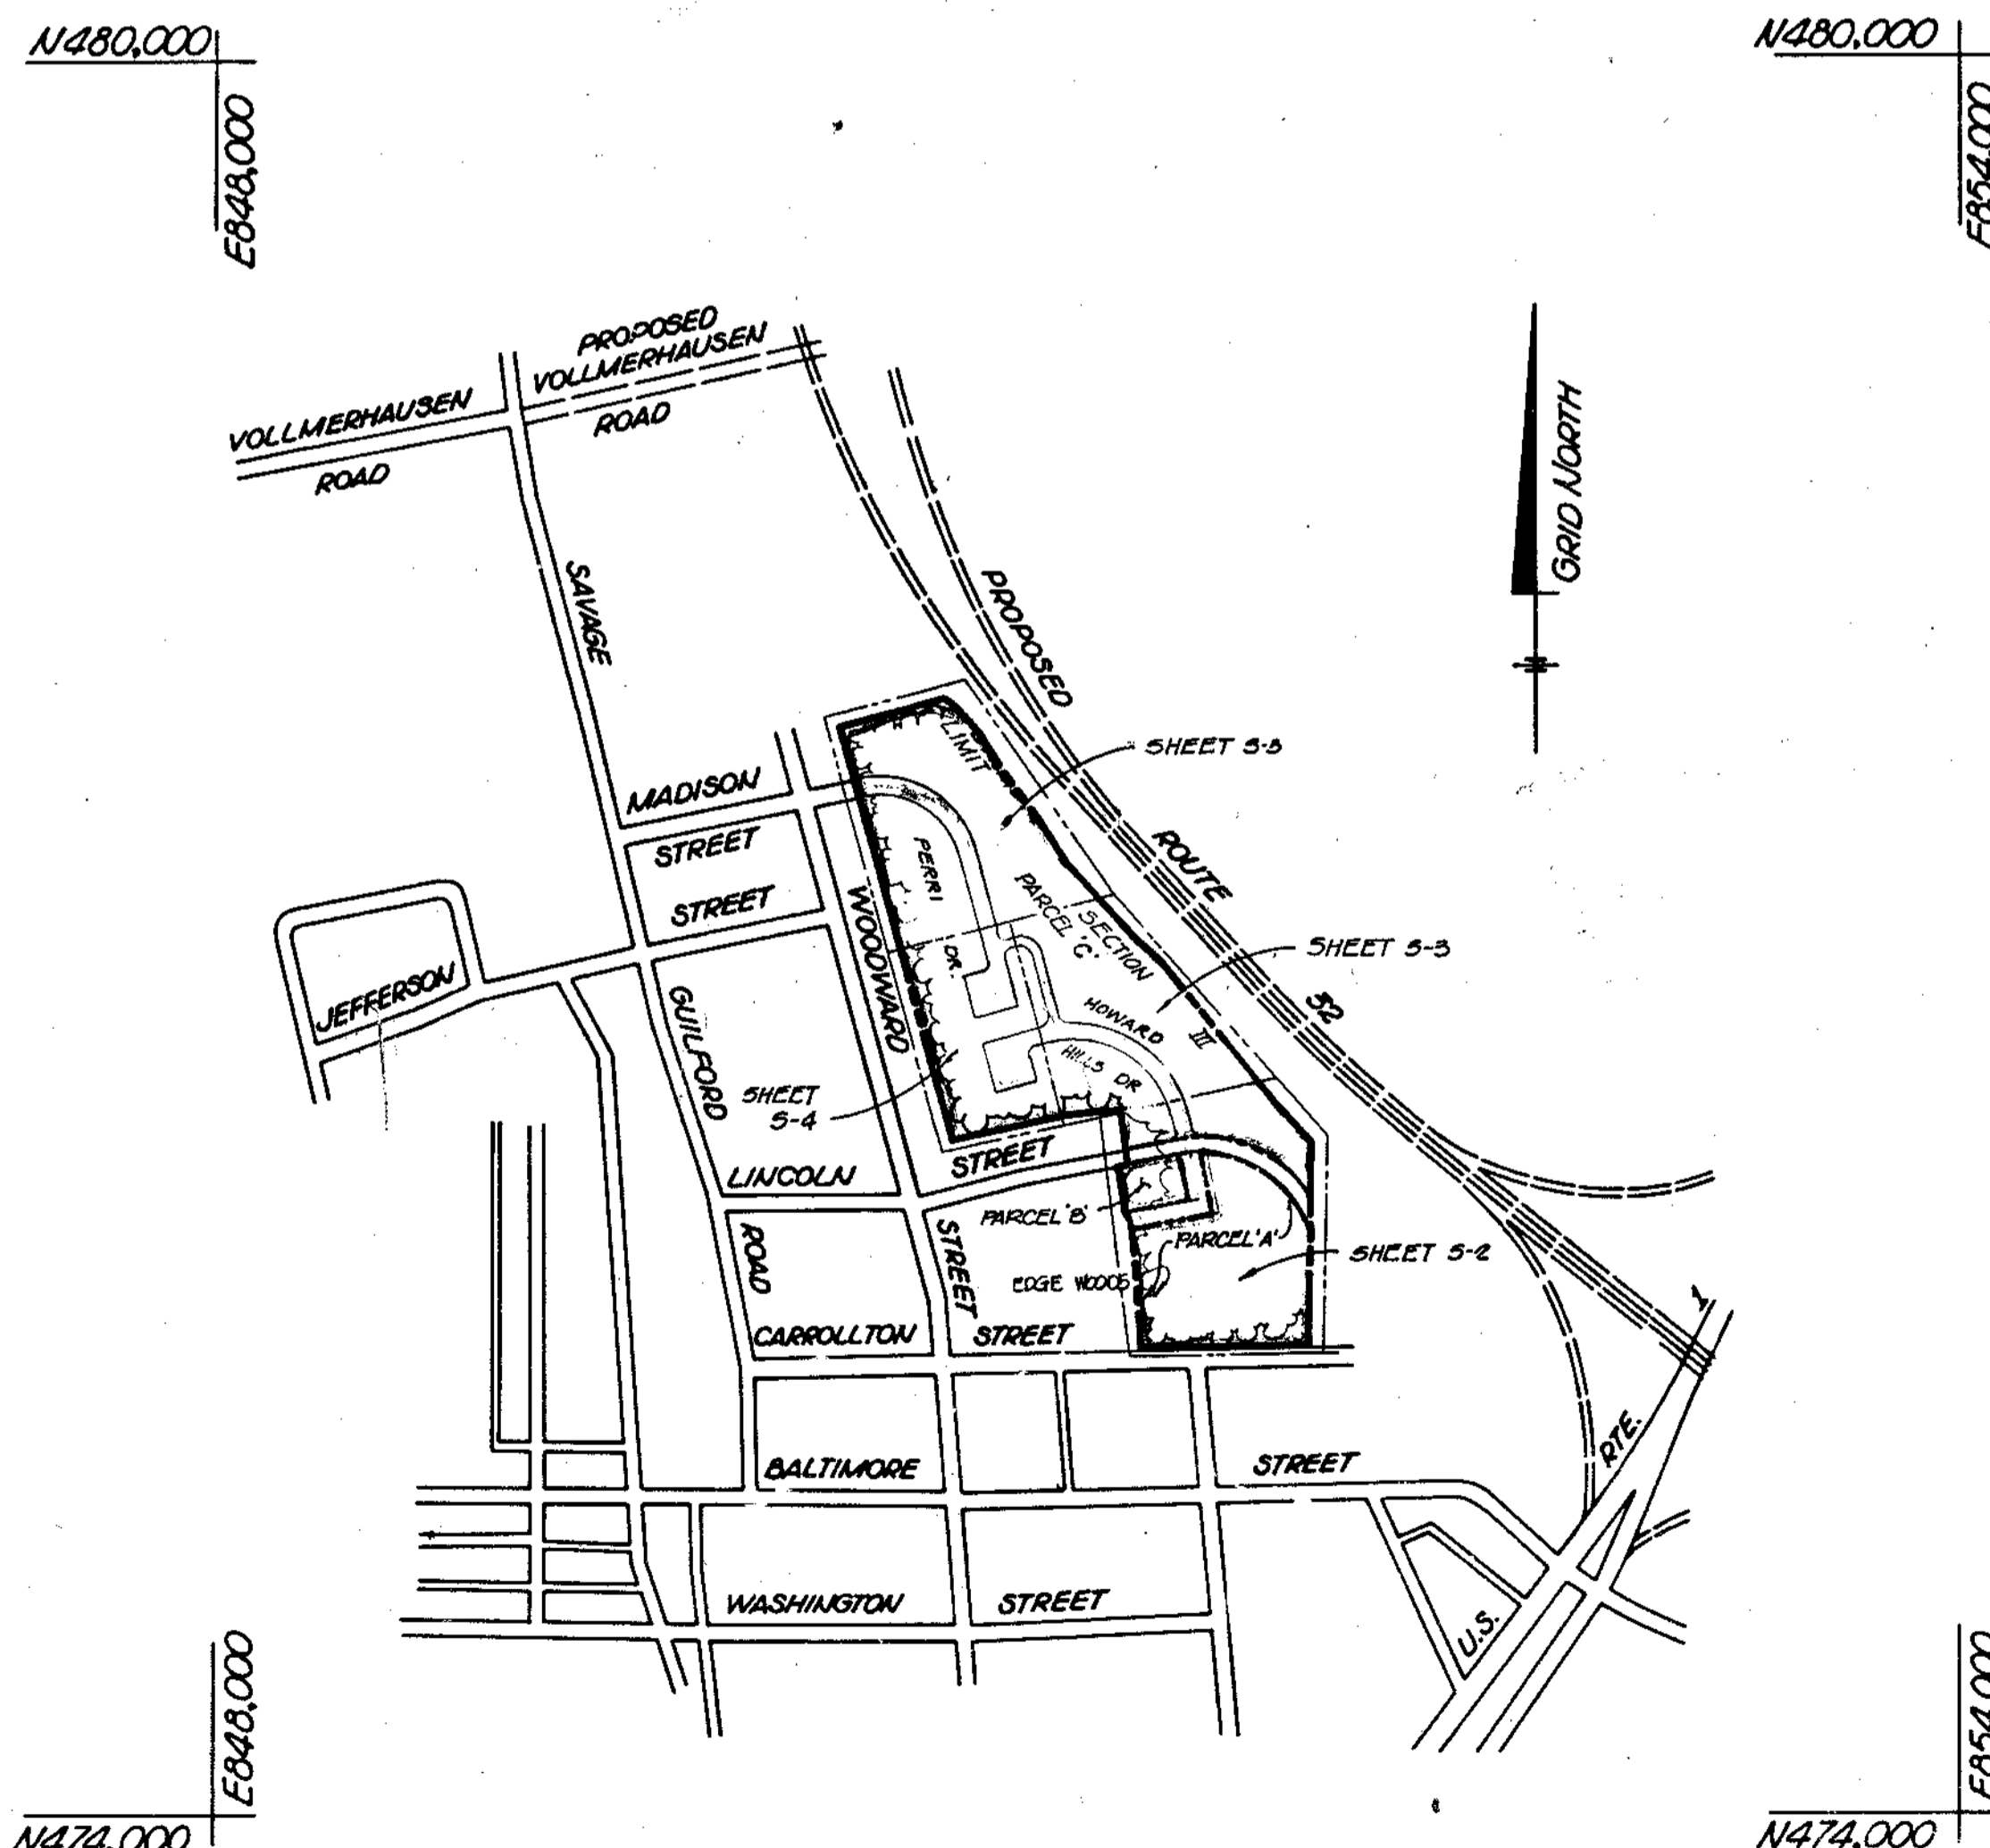 N480,000
N480,000
E848,000
E854,000
PROPOSED
VOLLMERHAUSEN
VOLLMERHAUSEN
ROAD
ROAD
GRID NORTH
SAVAGE
PROPOSED
LIMIT
SHEET S-3
MADISON
STREET
PERRI
ROUTE
STREET
WOODWARD
PARCEL 'C'
SECTION
SHEET S-3
DR.
JEFFERSON
GUILFORD
HOWARD
III
32
HILLS DR
SHEET
S-4
STREET
LINCOLN
PARCEL 'B'
PARCEL 'A'
ROAD
STREET
SHEET S-2
EDGE WOODS
1
CARROLLTON
STREET
RTE.
BALTIMORE
STREET
WASHINGTON
STREET
U.S.
E848,000
E854,000
N474,000
N474,000